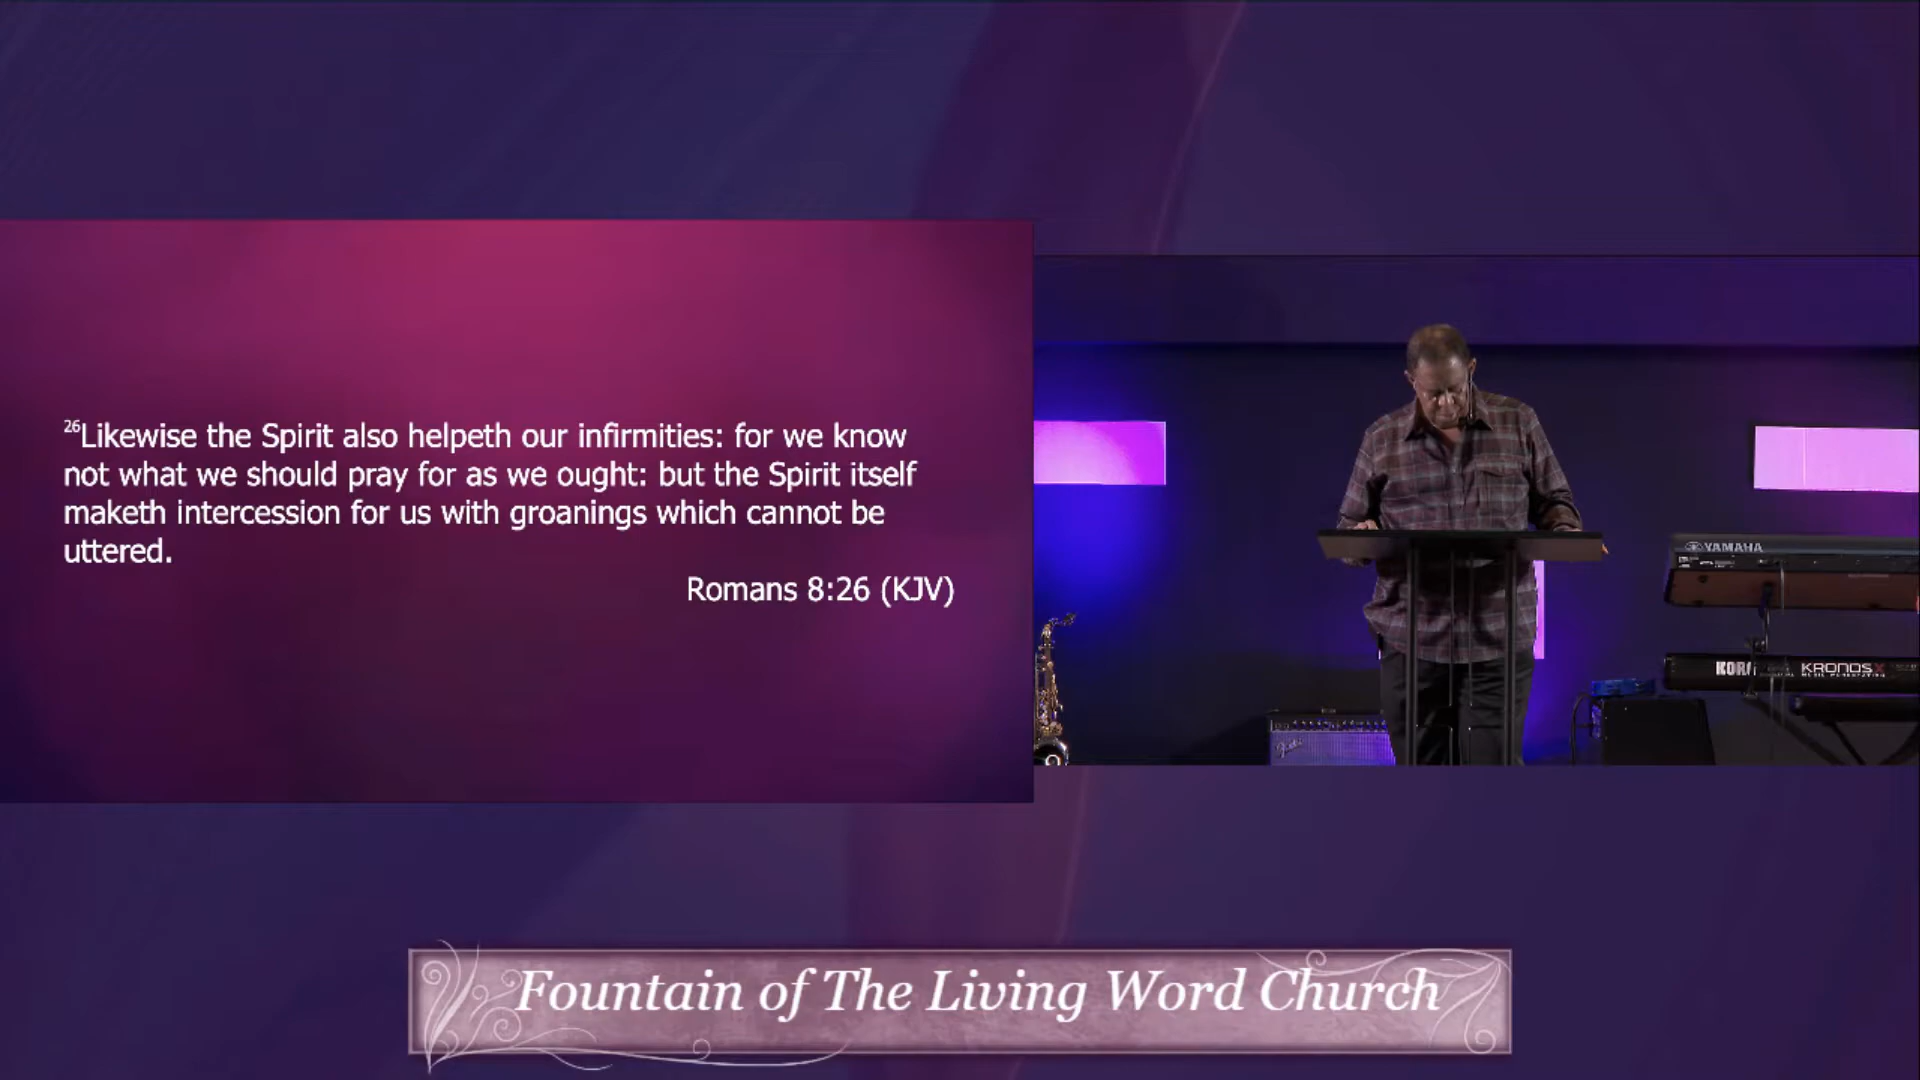 ²⁶Likewise the Spirit also helpeth our infirmities: for we know
not what we should pray for as we ought: but the Spirit itself
maketh intercession for us with groanings which cannot be
uttered.
Romans 8:26 (KJV)
YAMAHA
KORG
KRONOS X
Fender
Fountain of The Living Word Church